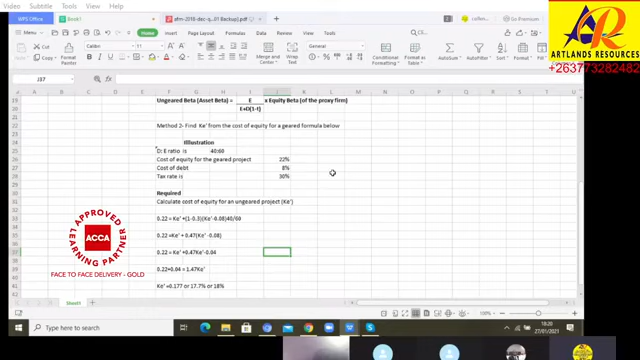 Video Subtitle Tools View Help
WPS Office
Book1
afm-2018-dec-q...01 Backup].pdf
Go Premium
Menu
Home
Insert
Page Layout
Formulas
Data
Review
View
Tools
Calibri
11
General
Merge and Center
Wrap Text
Conditional Formatting
Format as Table
AutoSum
AutoFilter
Sort
Format
ARTLANDS RESOURCES
+263773282482
J37
Ungeared Beta (Asset Beta) = E x Equity Beta (of the proxy firm)
E+D(1-t)
Method 2- Find Ke' from the cost of equity for a geared formula below
Illustration
D: E ratio is 40:60
Cost of equity for the geared project 22%
Cost of debt 8%
Tax rate is 30%
Required
Calculate cost of equity for an ungeared project (Ke')
0.22 = Ke' +(1-0.3)(Ke'-0.08)40/60
0.22 =Ke' + 0.47(Ke'-0.08)
0.22 = Ke' +0.47Ke'-0.04
0.22+0.04 = 1.47Ke'
Ke' =0.177 or 17.7% or 18%
APPROVED
ACCA
LEARNING PARTNER
FACE TO FACE DELIVERY - GOLD
Sheet1
100%
Type here to search
18:20
27/01/2021